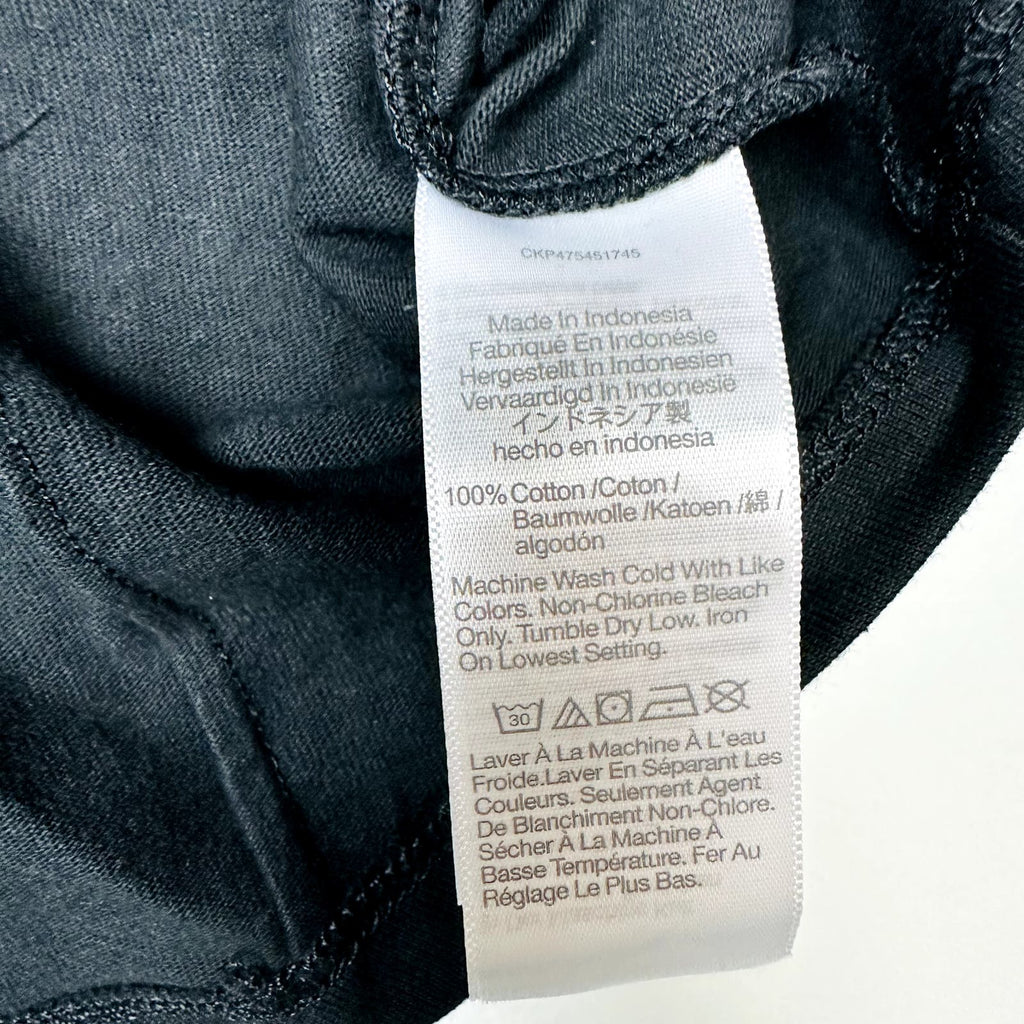 CKP475451745
Made In Indonesia
Fabriqué En Indonésie
Hergestellt In Indonesien
Vervaardigd In Indonesië
インドネシア製
hecho en indonesia
100% Cotton /Coton /
Baumwolle /Katoen /綿 /
algodón
Machine Wash Cold With Like
Colors. Non-Chlorine Bleach
Only. Tumble Dry Low. Iron
On Lowest Setting.
30
Laver À La Machine À L'eau
Froide.Laver En Séparant Les
Couleurs. Seulement Agent
De Blanchiment Non-Chlore.
Sécher À La Machine À
Basse Température. Fer Au
Réglage Le Plus Bas.